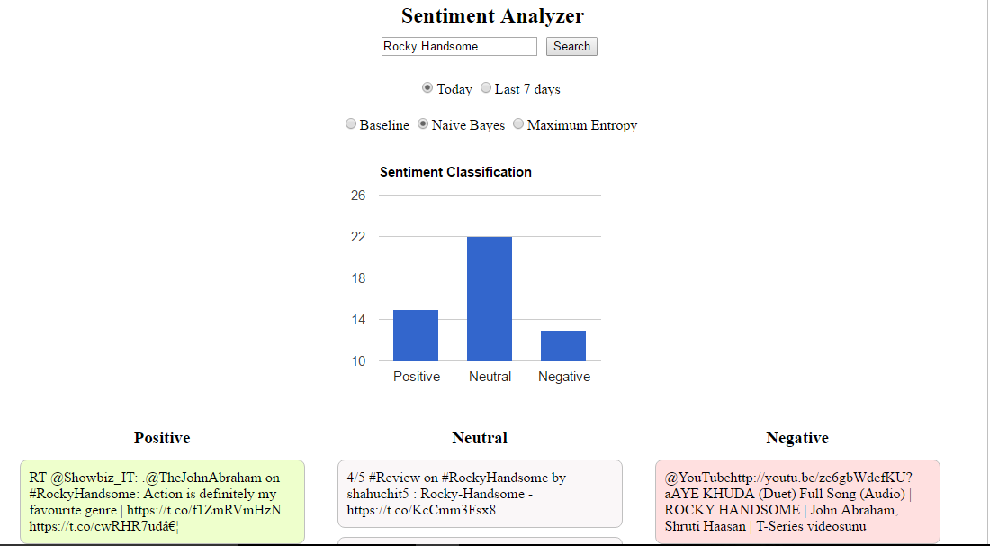 Sentiment Analyzer
Rocky Handsome Search
Today Last 7 days
Baseline Naive Bayes Maximum Entropy
Sentiment Classification
26
22
18
14
10
Positive Neutral Negative
Positive
RT @Showbiz_IT: .@TheJohnAbraham on
#RockyHandsome: Action is definitely my
favourite genre | https://t.co/f1ZmRVmHzN
https://t.co/cwRHR7udâ€¦
Neutral
4/5 #Review on #RockyHandsome by
shahuchit5 : Rocky-Handsome -
https://t.co/KcCmm3Fsx8
Negative
@YouTubehttp://youtu.be/ze6gbWdefKU?
aAYE KHUDA (Duet) Full Song (Audio) |
ROCKY HANDSOME | John Abraham,
Shruti Haasan | T-Series videosunu